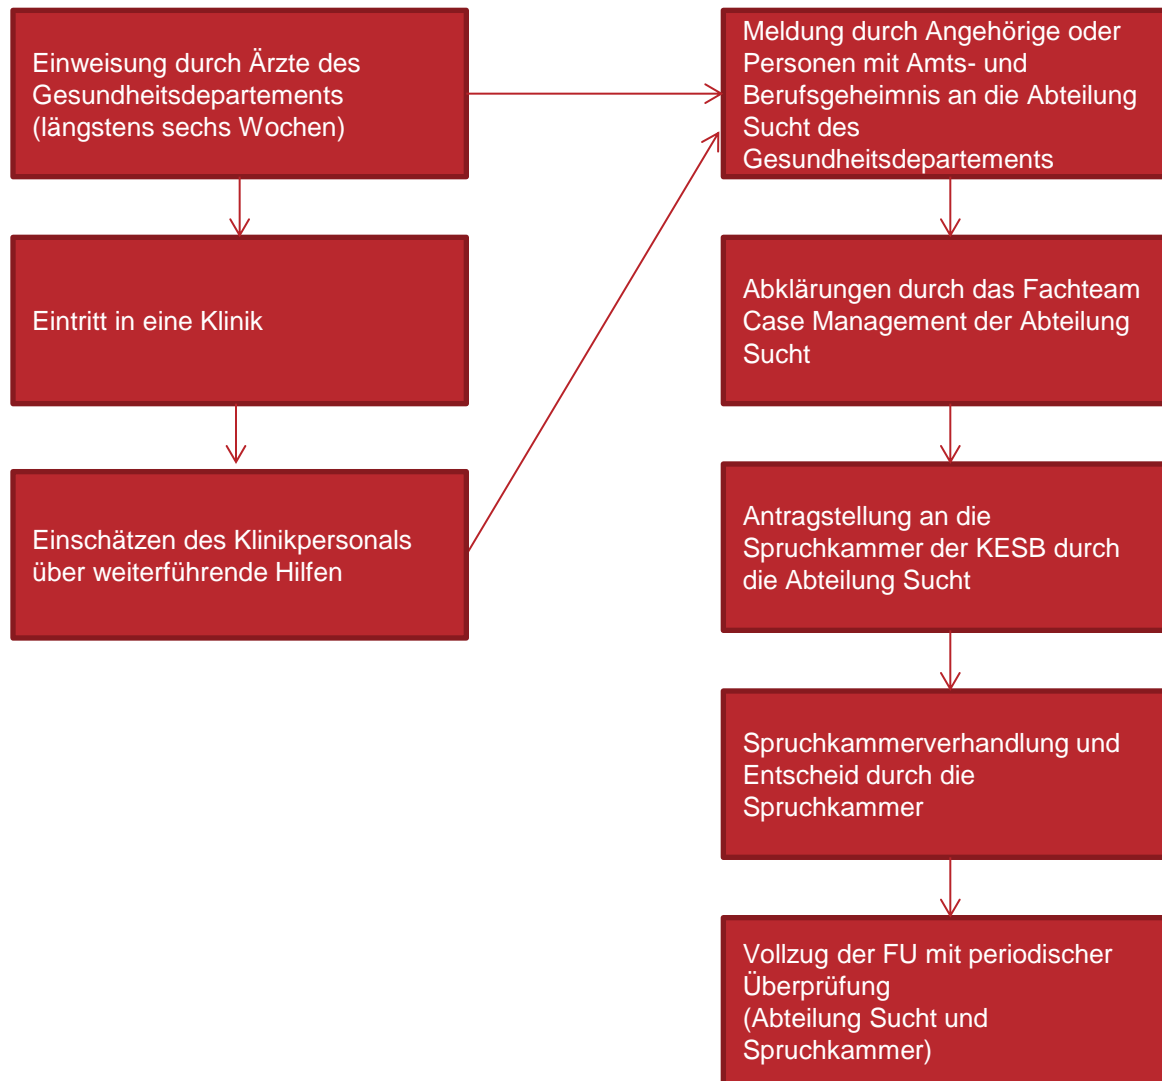 Einweisung durch Ärzte des
Gesundheitsdepartements
(längstens sechs Wochen)
Eintritt in eine Klinik
Einschätzen des Klinikpersonals
über weiterführende Hilfen
Meldung durch Angehörige oder
Personen mit Amts- und
Berufsgeheimnis an die Abteilung
Sucht des
Gesundheitsdepartements
Abklärungen durch das Fachteam
Case Management der Abteilung
Sucht
Antragstellung an die
Spruchkammer der KESB durch
die Abteilung Sucht
Spruchkammerverhandlung und
Entscheid durch die
Spruchkammer
Vollzug der FU mit periodischer
Überprüfung
(Abteilung Sucht und
Spruchkammer)